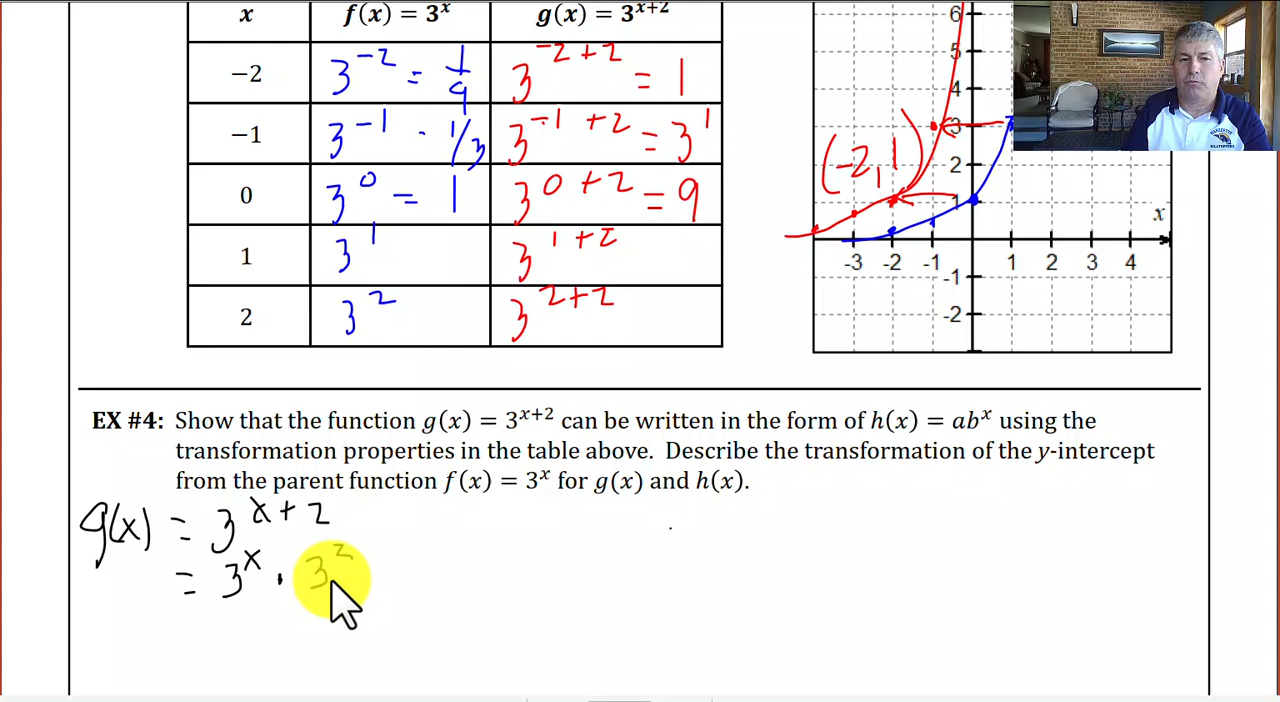 x f(x) = 3^x g(x) = 3^{x+2}
−2 3^{-2} = 1/9 3^{-2+2} = 1
−1 3^{-1} · 1/3 3^{-1+2} = 3^1
0 3^0 = 1 3^{0+2} = 9
1 3^1 3^{1+2}
2 3^2 3^{2+2}
6
5
4
3
2
1
(-2,1)
x
-3 -2 -1 1 2 3 4
-1
-2
EX #4: Show that the function g(x) = 3^{x+2} can be written in the form of h(x) = ab^x using the
transformation properties in the table above. Describe the transformation of the y-intercept
from the parent function f(x) = 3^x for g(x) and h(x).
g(x) = 3^{x+2}
= 3^x · 3^2